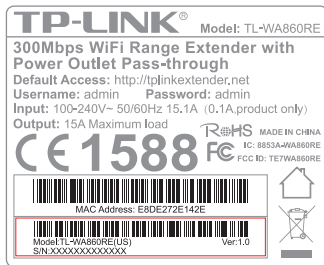 TP-LINK® Model: TL-WA860RE
300Mbps WiFi Range Extender with
Power Outlet Pass-through
Default Access: http://tplinkextender.net
Username: admin Password: admin
Input: 100-240V~ 50/60Hz 15.1A (0.1A,product only)
Output: 15A Maximum load
RoHS MADE IN CHINA
CE1588 FC IC: 8853A-WA860RE
FCC ID: TE7WA860RE
MAC Address: E8DE272E142E
Model:TL-WA860RE(US) Ver:1.0
S/N:XXXXXXXXXXXXX